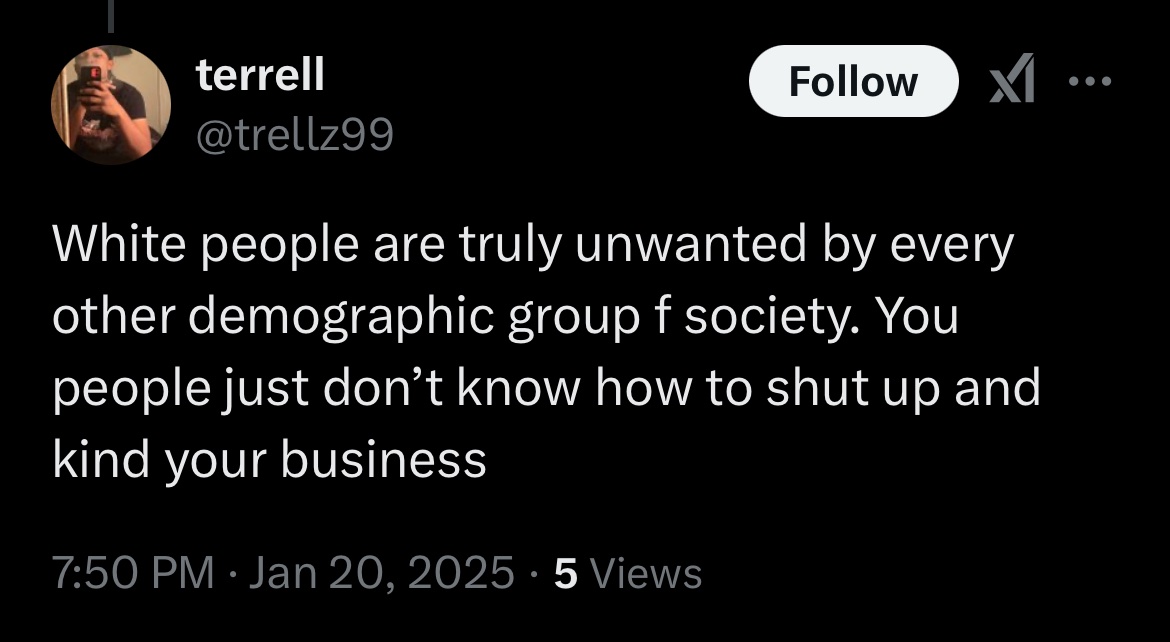 terrell
@trellz99
Follow
White people are truly unwanted by every
other demographic group f society. You
people just don’t know how to shut up and
kind your business
7:50 PM · Jan 20, 2025 · 5 Views